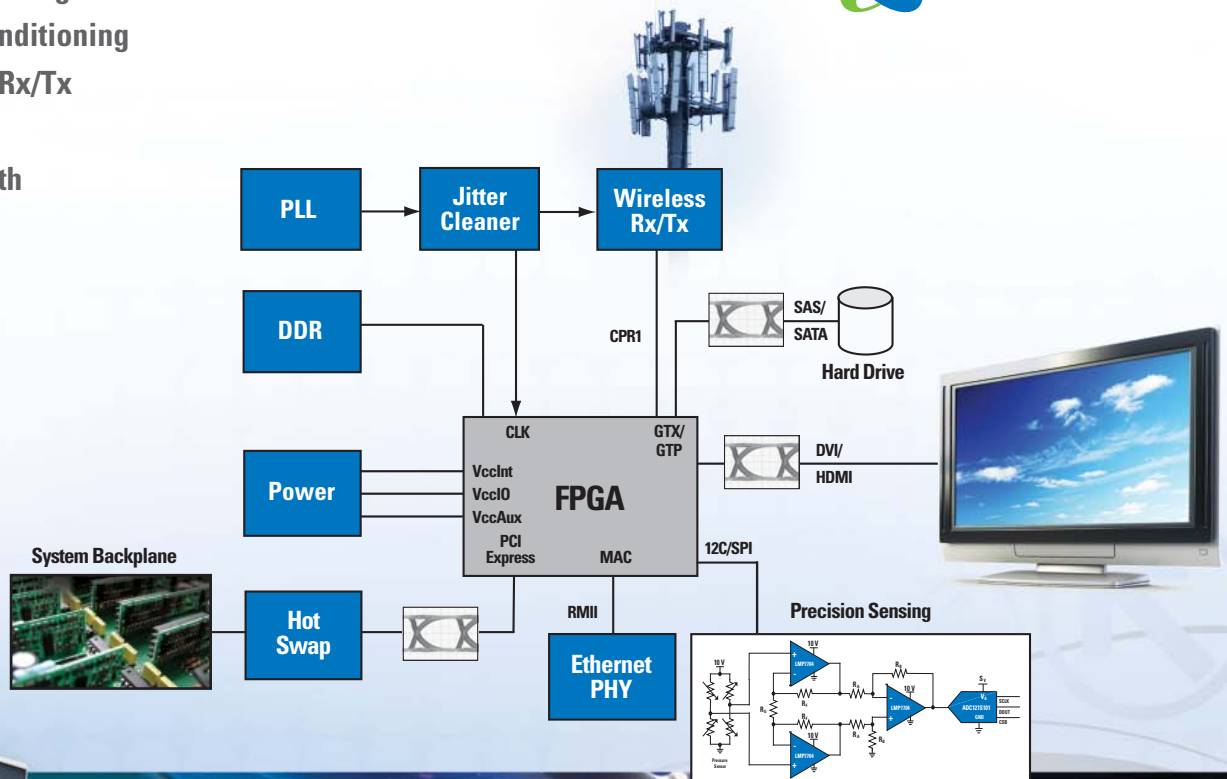 nditioning
Rx/Tx
th
PLL
Jitter
Cleaner
Wireless
Rx/Tx
DDR
CPR1
SAS/
SATA
Hard Drive
CLK
GTX/
GTP
DVI/
HDMI
Power
VccInt
VccIO
VccAux
FPGA
PCI
Express
MAC
12C/SPI
System Backplane
Hot
Swap
RMII
Ethernet
PHY
Precision Sensing
10 V
10 V
LMP7704
10 V
LMP7704
10 V
LMP7704
Pressure
Sensor
ADC121S101
GND
SCLK
DOUT
CSB